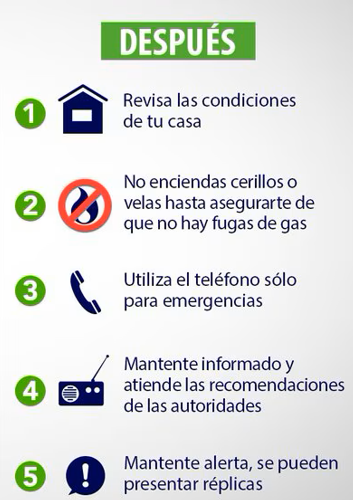 DESPUÉS
1
Revisa las condiciones
de tu casa
2
No enciendas cerillos o
velas hasta asegurarte de
que no hay fugas de gas
3
Utiliza el teléfono sólo
para emergencias
4
Mantente informado y
atiende las recomendaciones
de las autoridades
5
Mantente alerta, se pueden
presentar réplicas